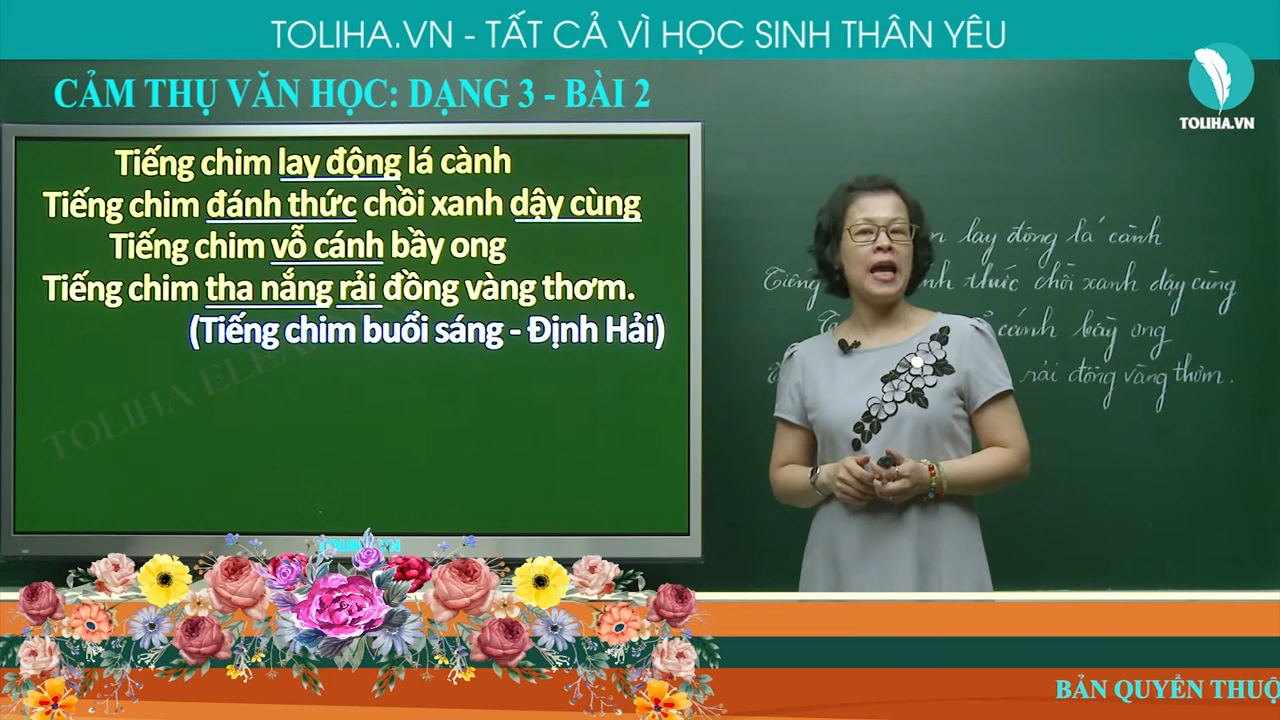 TOLIHA.VN - TẤT CẢ VÌ HỌC SINH THÂN YÊU
CẢM THỤ VĂN HỌC: DẠNG 3 - BÀI 2
TOLIHA.VN
Tiếng chim lay động lá cành
Tiếng chim đánh thức chồi xanh dậy cùng
Tiếng chim vỗ cánh bầy ong
Tiếng chim tha nắng rải đồng vàng thơm.
(Tiếng chim buổi sáng - Định Hải)
lay động lá cành
Tiếng thức chồi xanh dậy cùng
cánh bầy ong
rải đồng vàng thơm.
BẢN QUYỀN THUỘ